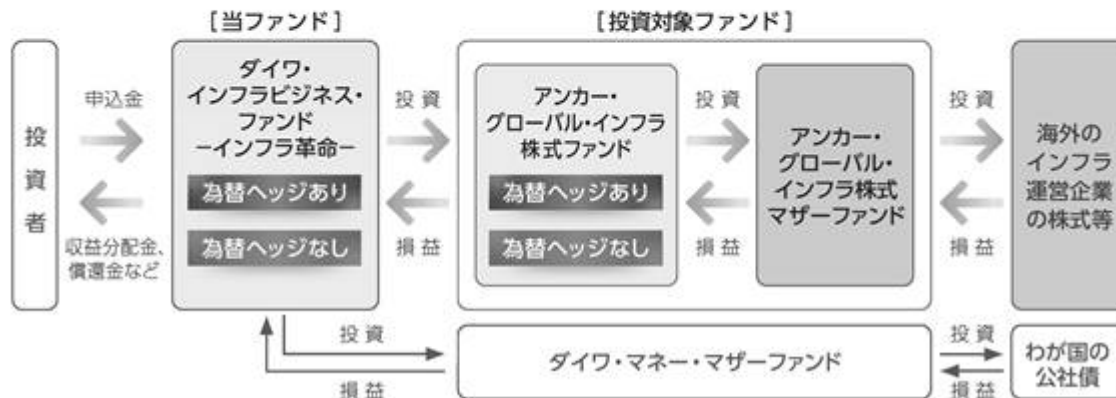 [当ファンド]
[投資対象ファンド]
投資者
申込金
収益分配金、
償還金など
ダイワ・
インフラビジネス・
ファンド
－インフラ革命－
為替ヘッジあり
為替ヘッジなし
投資
損益
アンカー・
グローバル・インフラ
株式ファンド
為替ヘッジあり
為替ヘッジなし
投資
損益
アンカー・
グローバル・
インフラ株式
マザーファンド
投資
損益
海外の
インフラ
運営企業
の株式等
投資
損益
ダイワ・マネー・マザーファンド
投資
損益
わが国の
公社債